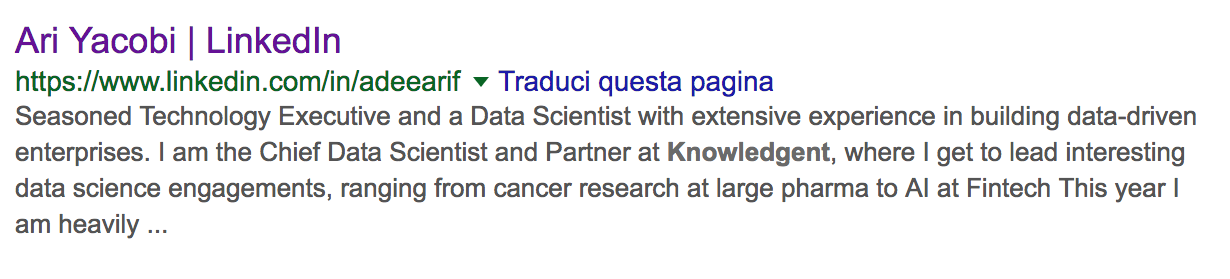 Ari Yacobi | LinkedIn
https://www.linkedin.com/in/adeearif ▼ Traduci questa pagina
Seasoned Technology Executive and a Data Scientist with extensive experience in building data-driven
enterprises. I am the Chief Data Scientist and Partner at Knowledgent, where I get to lead interesting
data science engagements, ranging from cancer research at large pharma to AI at Fintech This year I
am heavily ...